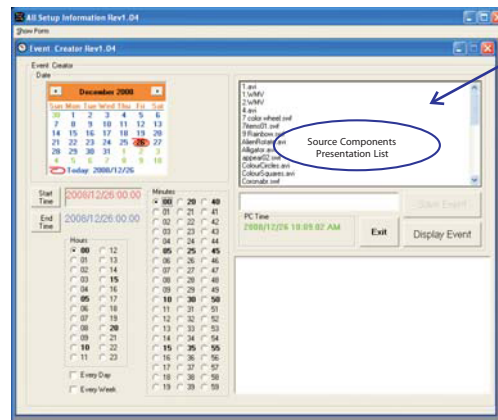 All Setup Information Rev1.04
Show Form
Event Creator Rev1.04
Event Creator
Date
December 2008
Sun Mon Tue Wed Thu Fri Sat
30 1 2 3 4 5 6
7 8 9 10 11 12 13
14 15 16 17 18 19 20
21 22 23 24 25 26 27
28 29 30 31 1 2 3
4 5 6 7 8 9 10
Today: 2008/12/26
Start Time
2008/12/26 00:00
End Time
2008/12/26 00:00
Hours
00 12
01 13
02 14
03 15
04 16
05 17
06 18
07 19
08 20
09 21
10 22
11 23
Every Day
Every Week
Minutes
00 20 40
01 21 41
02 22 42
03 23 43
04 24 44
05 25 45
06 26 46
07 27 47
08 28 48
09 29 49
10 30 50
11 31 51
12 32 52
13 33 53
14 34 54
15 35 55
16 36 56
17 37 57
18 38 58
19 39 59
1.avi
1.WMV
2.WMV
4.avi
7 color wheel.swf
7items01.swf
9 Rainbow.swf
AlienRotate.avi
Alligator.avi
appear02.swf
ColourCircles.avi
ColourSquares.avi
Coronabr.swf
Source Components
Presentation List
Save Event
PC Time
2008/12/26 10:09:02 AM
Exit
Display Event